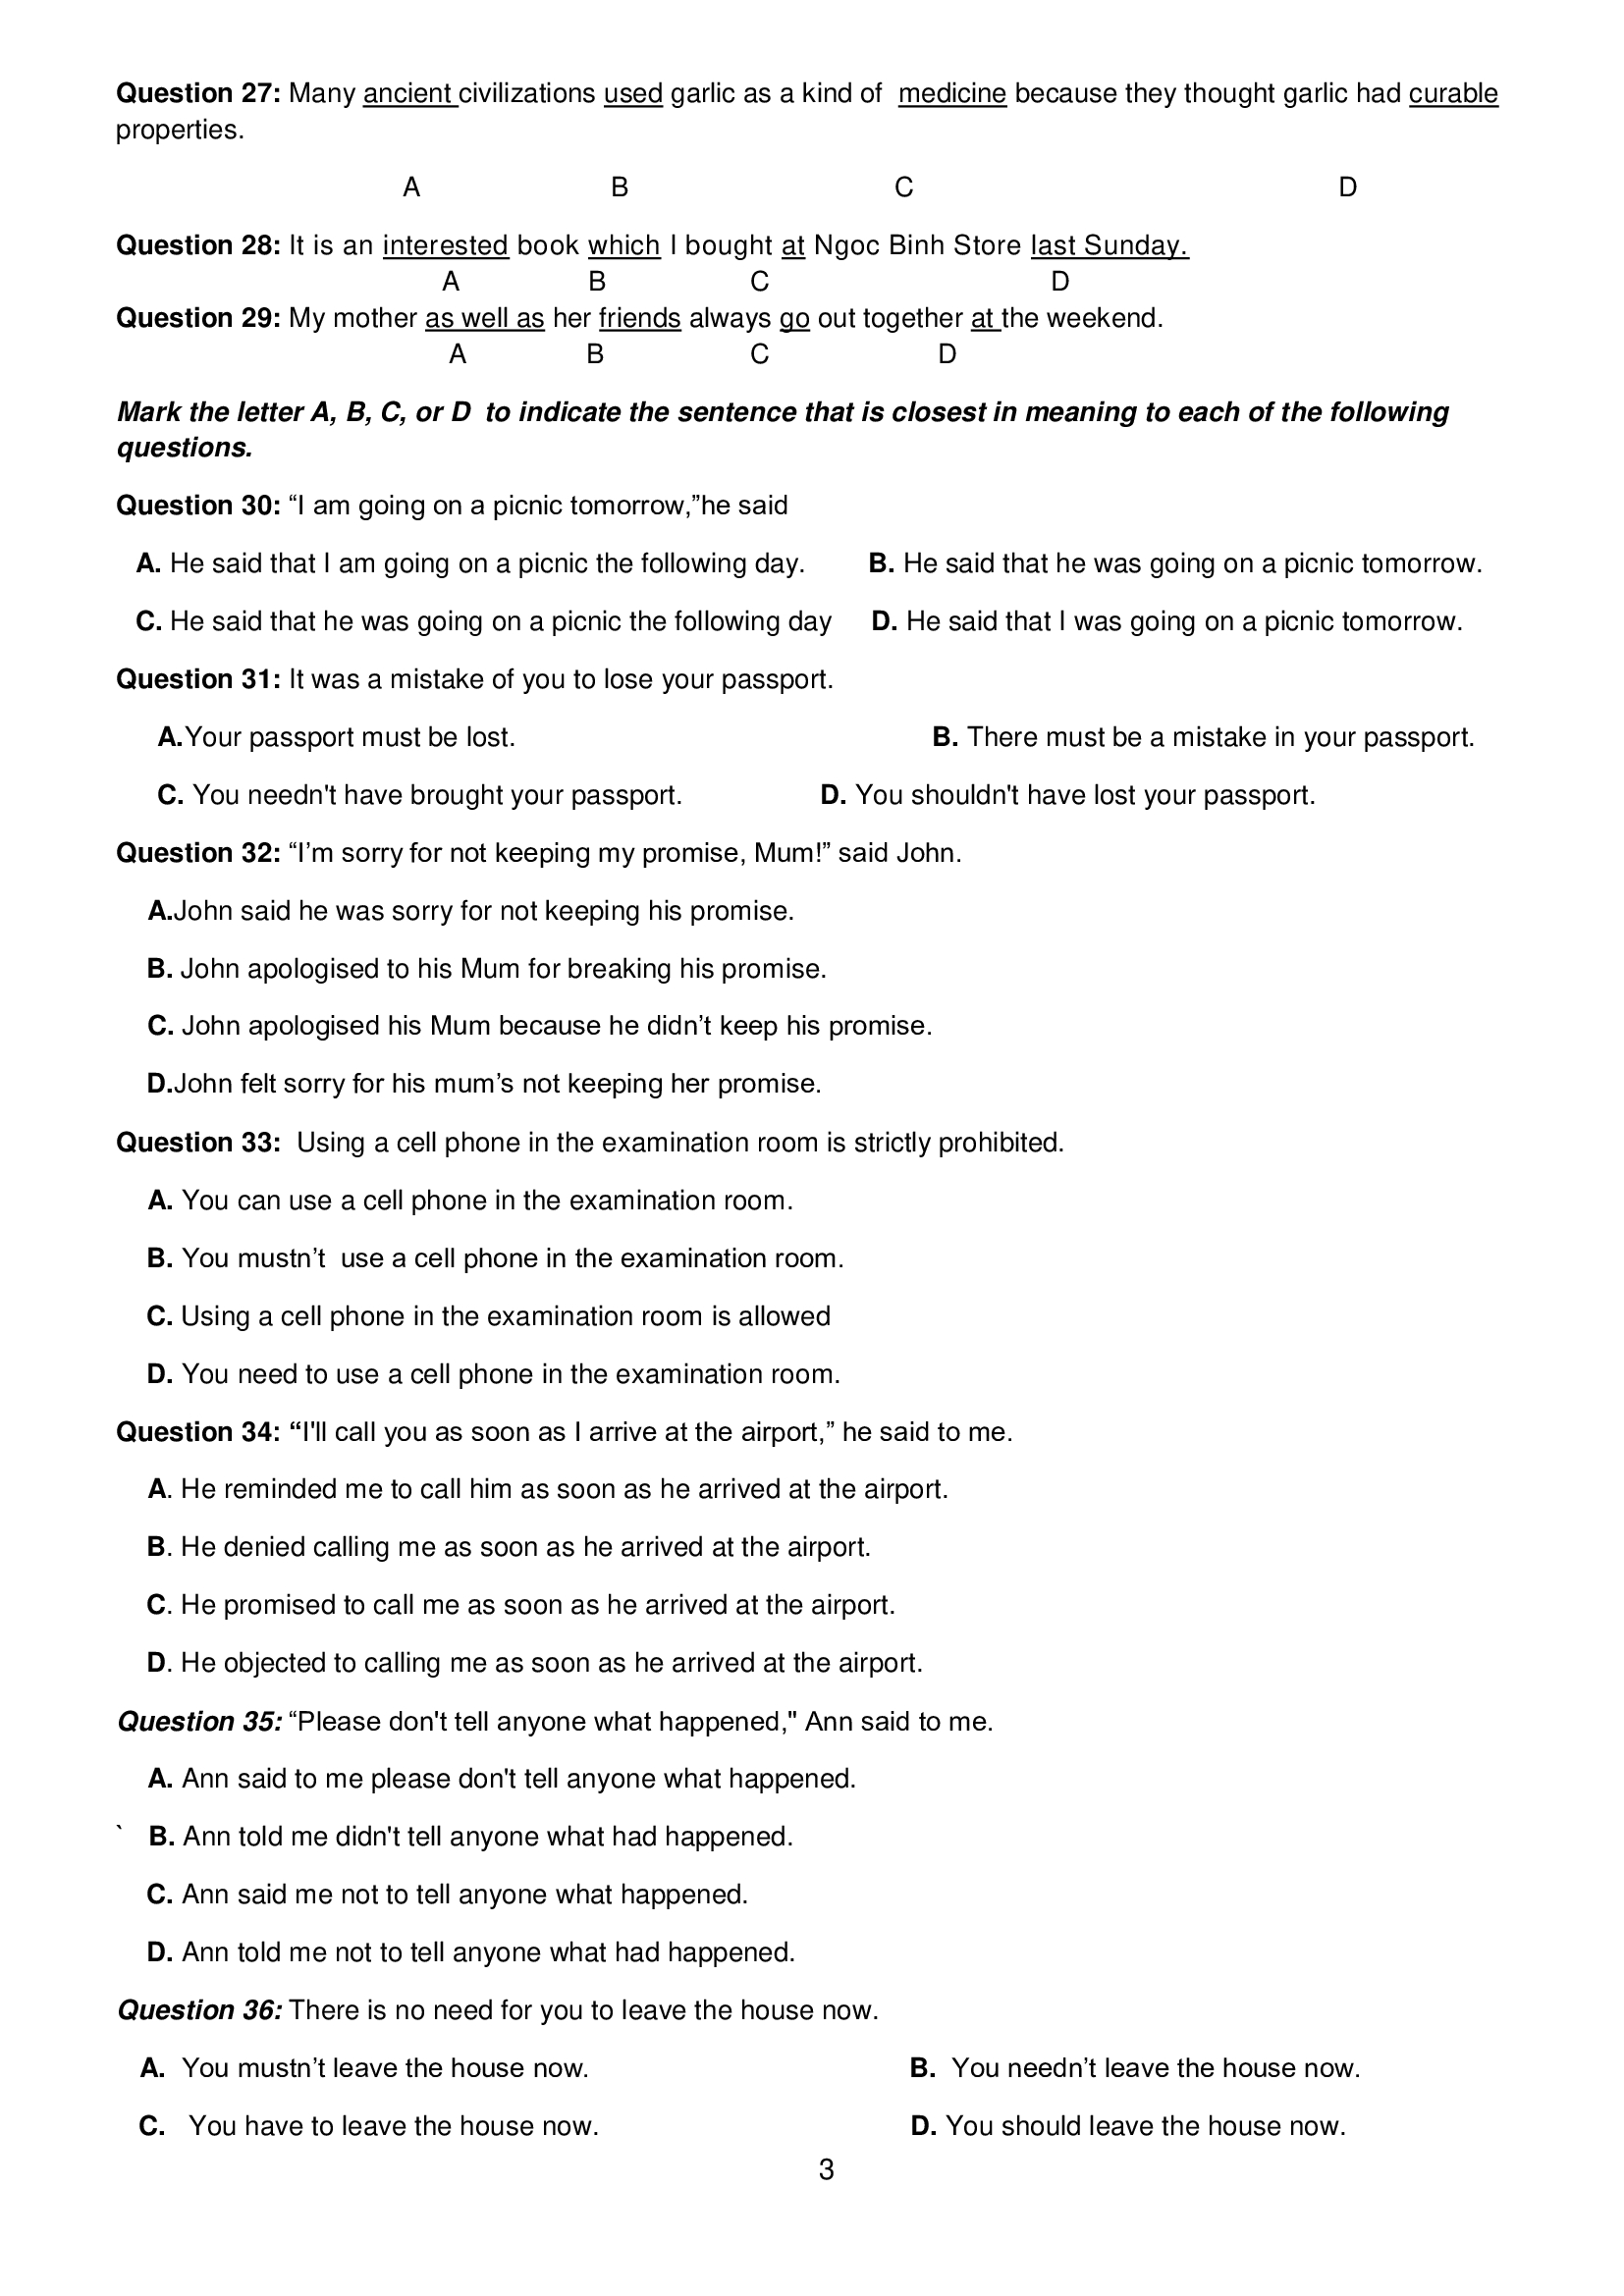 Question 27: Many ancient civilizations used garlic as a kind of  medicine because they thought garlic had curable
properties.
A B C D
Question 28: It is an interested book which I bought at Ngoc Binh Store last Sunday.
A B C D
Question 29: My mother as well as her friends always go out together at the weekend.
A B C D
Mark the letter A, B, C, or D  to indicate the sentence that is closest in meaning to each of the following
questions.
Question 30: “I am going on a picnic tomorrow,”he said
A. He said that I am going on a picnic the following day. B. He said that he was going on a picnic tomorrow.
C. He said that he was going on a picnic the following day D. He said that I was going on a picnic tomorrow.
Question 31: It was a mistake of you to lose your passport.
A.Your passport must be lost. B. There must be a mistake in your passport.
C. You needn't have brought your passport. D. You shouldn't have lost your passport.
Question 32: “I’m sorry for not keeping my promise, Mum!” said John.
A.John said he was sorry for not keeping his promise.
B. John apologised to his Mum for breaking his promise.
C. John apologised his Mum because he didn’t keep his promise.
D.John felt sorry for his mum’s not keeping her promise.
Question 33:  Using a cell phone in the examination room is strictly prohibited.
A. You can use a cell phone in the examination room.
B. You mustn’t  use a cell phone in the examination room.
C. Using a cell phone in the examination room is allowed
D. You need to use a cell phone in the examination room.
Question 34: “I'll call you as soon as I arrive at the airport,” he said to me.
A. He reminded me to call him as soon as he arrived at the airport.
B. He denied calling me as soon as he arrived at the airport.
C. He promised to call me as soon as he arrived at the airport.
D. He objected to calling me as soon as he arrived at the airport.
Question 35: “Please don't tell anyone what happened," Ann said to me.
A. Ann said to me please don't tell anyone what happened.
` B. Ann told me didn't tell anyone what had happened.
C. Ann said me not to tell anyone what happened.
D. Ann told me not to tell anyone what had happened.
Question 36: There is no need for you to leave the house now.
A.  You mustn’t leave the house now. B.  You needn’t leave the house now.
C.   You have to leave the house now. D. You should leave the house now.
3